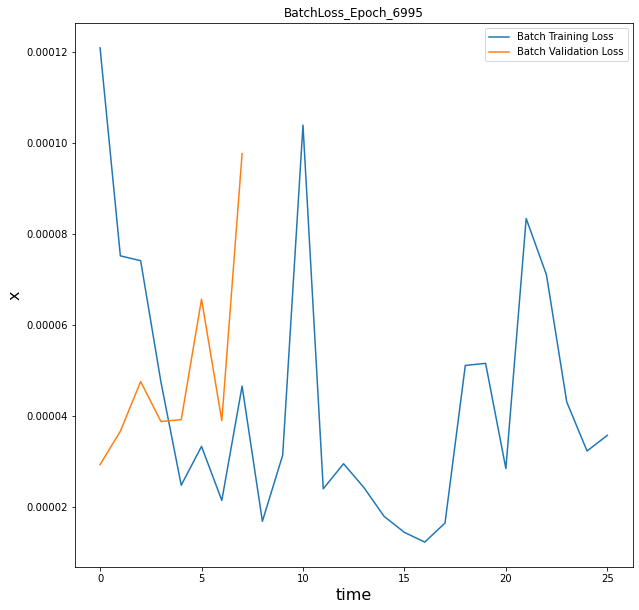 BatchLoss_Epoch_6995
Batch Training Loss
Batch Validation Loss
0.00012
0.00010
0.00008
0.00006
0.00004
0.00002
x
0 5 10 15 20 25
time